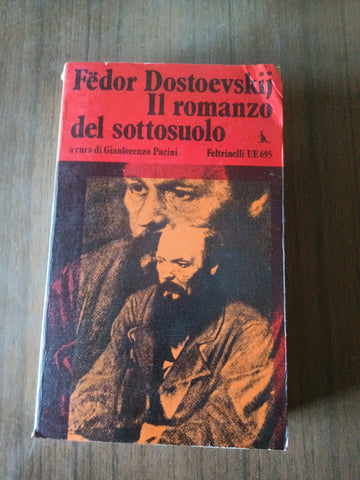 Fëdor Dostoevskij
Il romanzo
del sottosuolo
a cura di Gianlorenzo Pacini
Feltrinelli UE 695